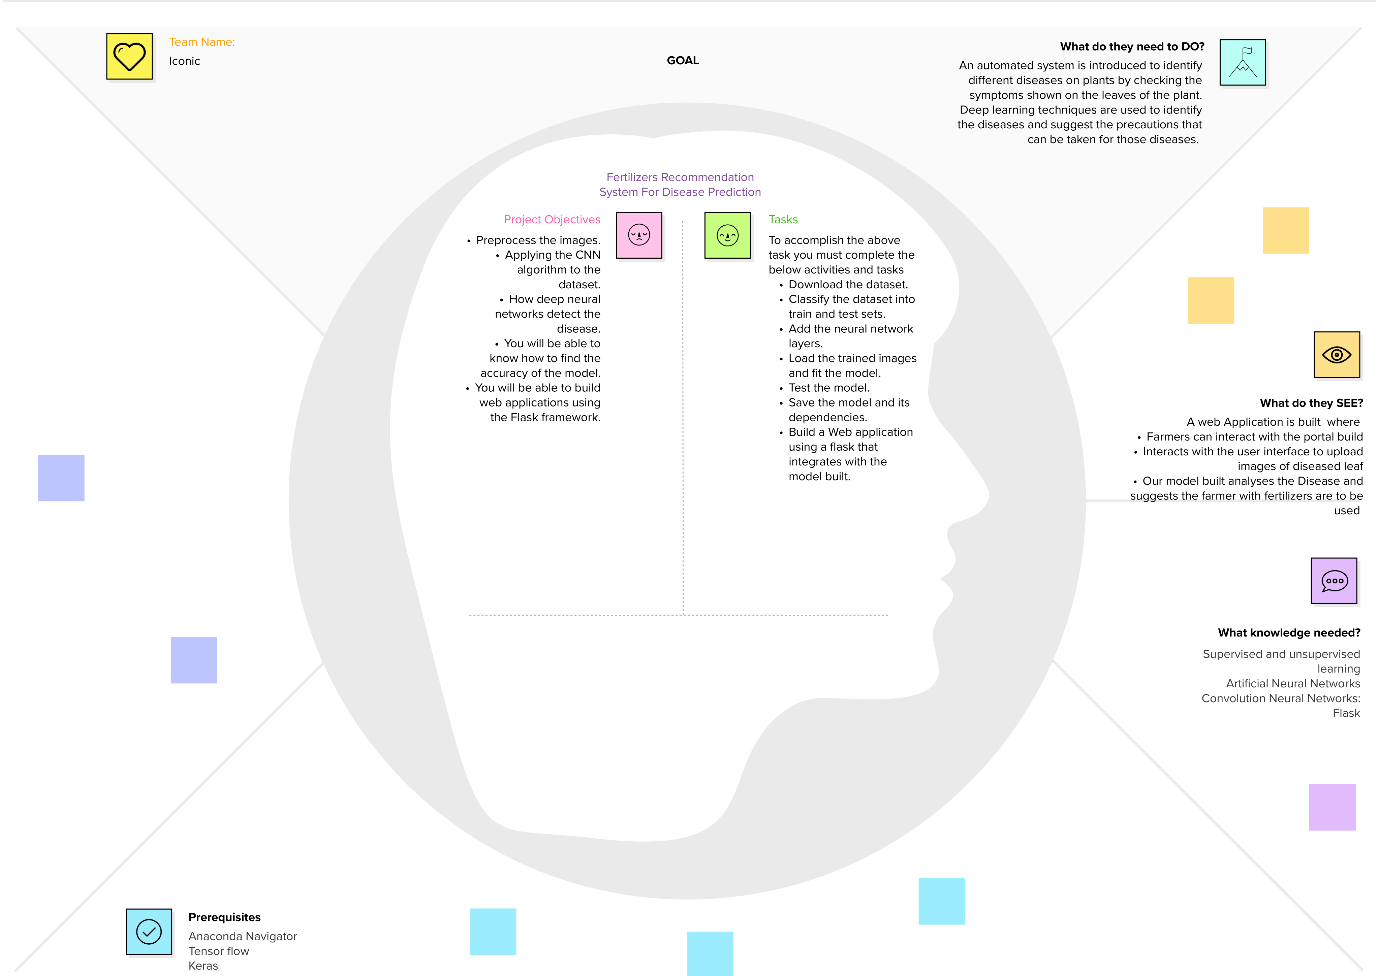 Team Name:
Iconic
GOAL
What do they need to DO?
An automated system is introduced to identify
different diseases on plants by checking the
symptoms shown on the leaves of the plant.
Deep learning techniques are used to identify
the diseases and suggest the precautions that
can be taken for those diseases.
Fertilizers Recommendation
System For Disease Prediction
Project Objectives
• Preprocess the images.
• Applying the CNN
algorithm to the
dataset.
• How deep neural
networks detect the
disease.
• You will be able to
know how to find the
accuracy of the model.
• You will be able to build
web applications using
the Flask framework.
Tasks
To accomplish the above
task you must complete the
below activities and tasks
• Download the dataset.
• Classify the dataset into
train and test sets.
• Add the neural network
layers.
• Load the trained images
and fit the model.
• Test the model.
• Save the model and its
dependencies.
• Build a Web application
using a flask that
integrates with the
model built.
What do they SEE?
A web Application is built where
• Farmers can interact with the portal build
• Interacts with the user interface to upload
images of diseased leaf
• Our model built analyses the Disease and
suggests the farmer with fertilizers are to be
used
What knowledge needed?
Supervised and unsupervised
learning
Artificial Neural Networks
Convolution Neural Networks:
Flask
Prerequisites
Anaconda Navigator
Tensor flow
Keras